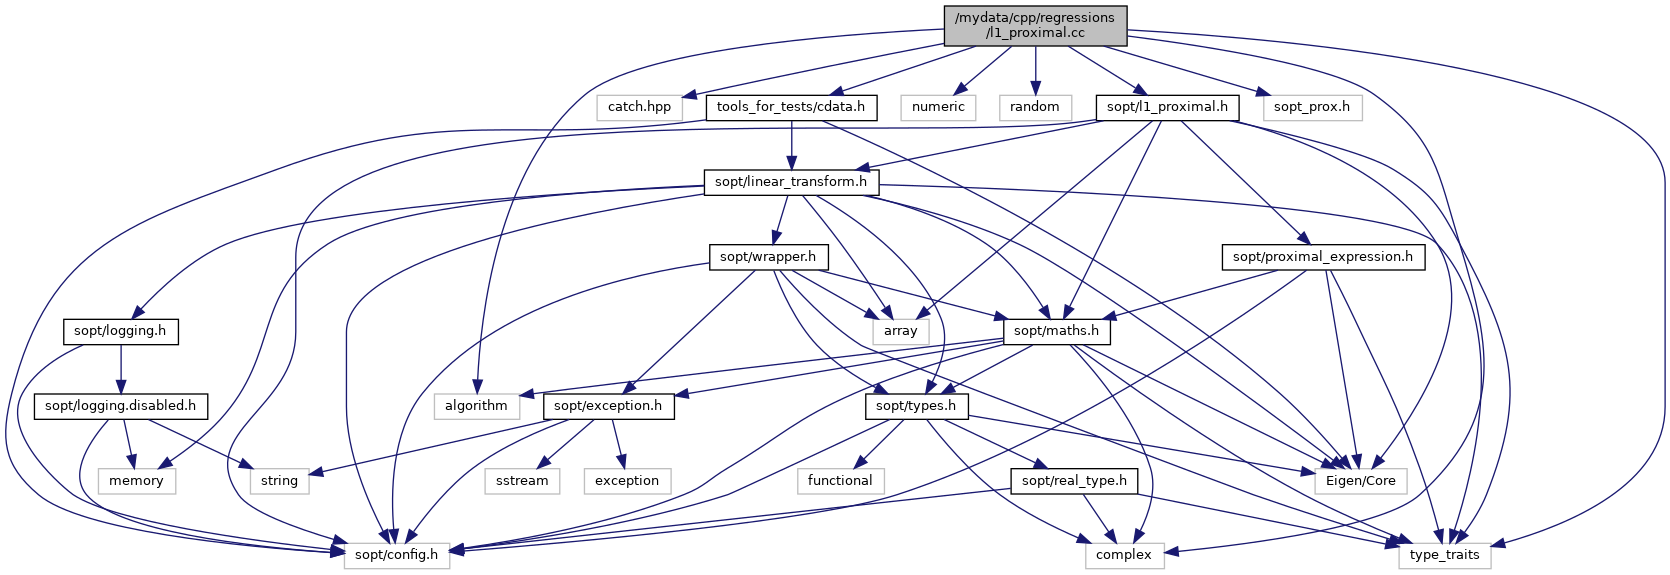 /mydata/cpp/regressions
/l1_proximal.cc
catch.hpp
tools_for_tests/cdata.h
numeric
random
sopt/l1_proximal.h
sopt_prox.h
sopt/linear_transform.h
sopt/wrapper.h
sopt/proximal_expression.h
sopt/logging.h
array
sopt/maths.h
sopt/logging.disabled.h
algorithm
sopt/exception.h
sopt/types.h
memory
string
sstream
exception
functional
sopt/real_type.h
Eigen/Core
sopt/config.h
complex
type_traits